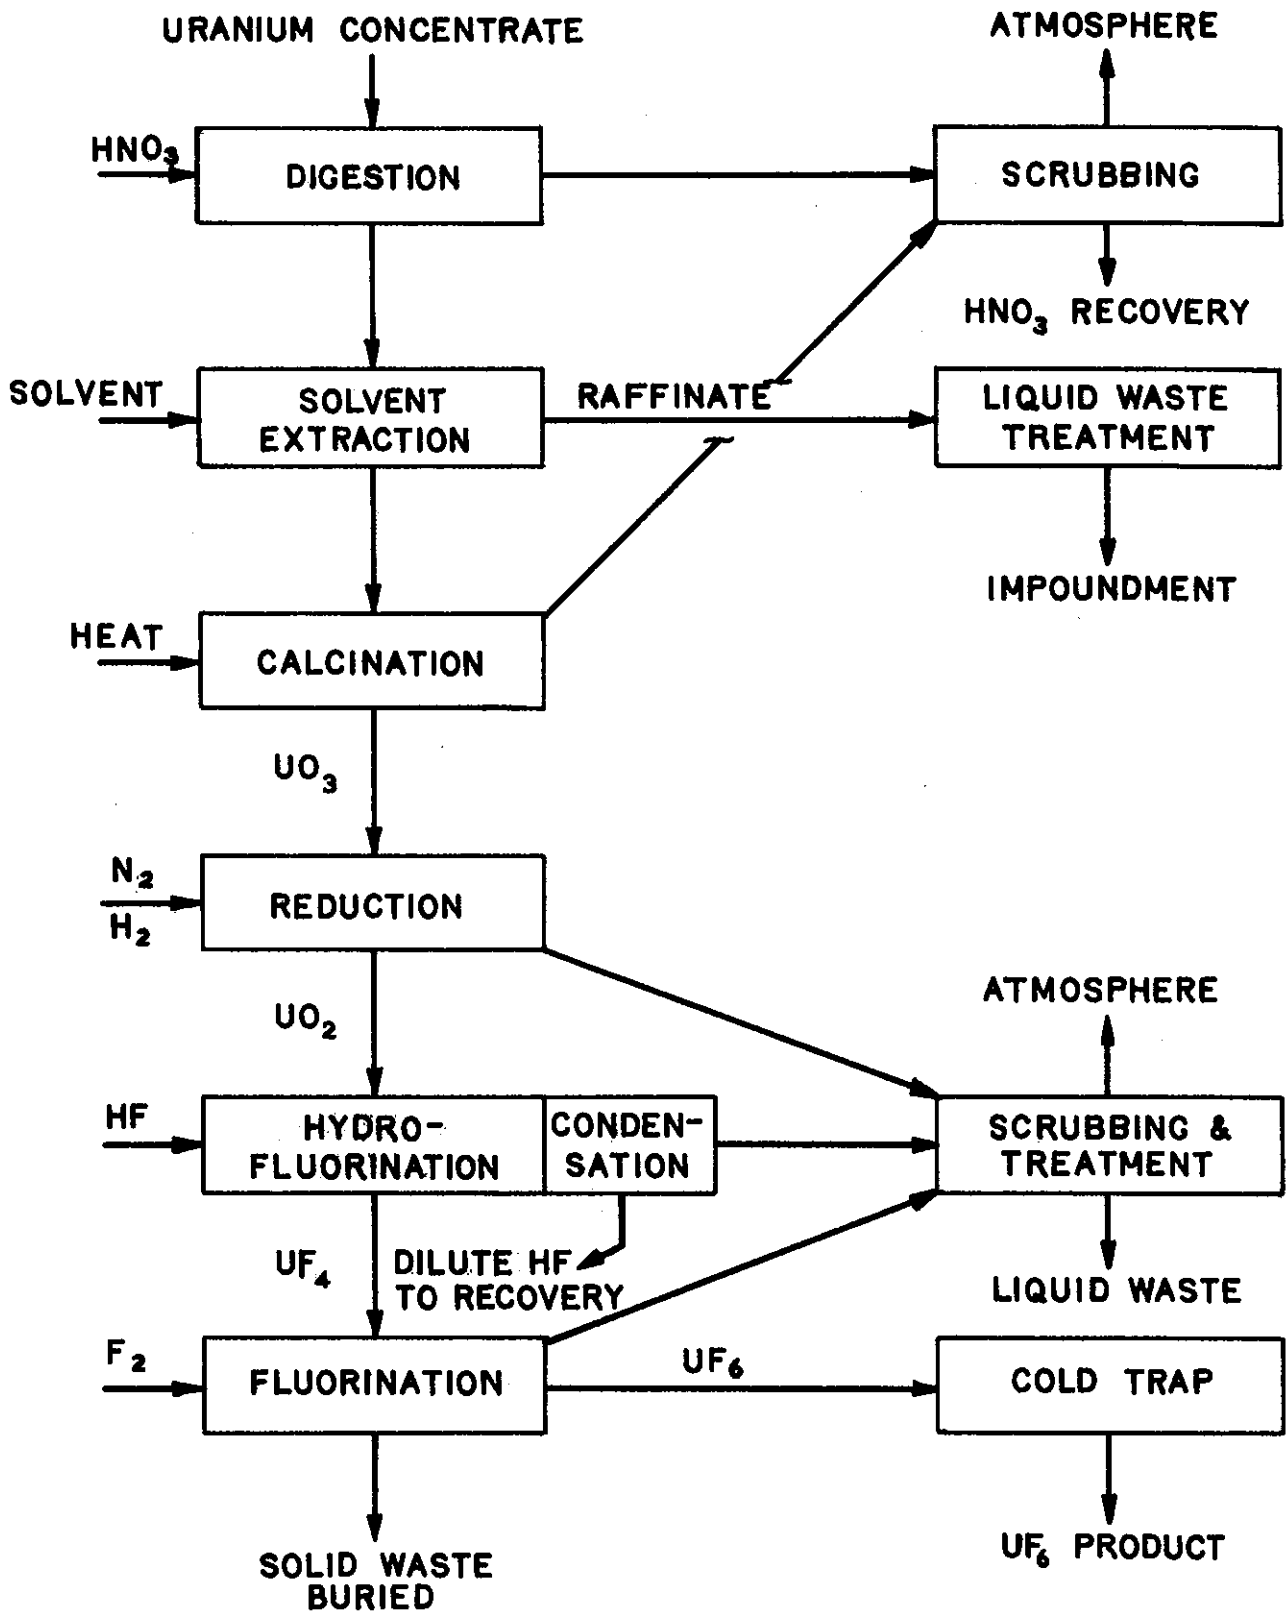 URANIUM CONCENTRATE
ATMOSPHERE
HNO₃
DIGESTION
SCRUBBING
HNO₃ RECOVERY
SOLVENT
SOLVENT
EXTRACTION
RAFFINATE
LIQUID WASTE
TREATMENT
IMPOUNDMENT
HEAT
CALCINATION
UO₃
N₂
H₂
REDUCTION
UO₂
ATMOSPHERE
HF
HYDRO-
FLUORINATION
CONDEN-
SATION
SCRUBBING &
TREATMENT
UF₄
DILUTE HF
TO RECOVERY
LIQUID WASTE
F₂
FLUORINATION
UF₆
COLD TRAP
SOLID WASTE
BURIED
UF₆ PRODUCT